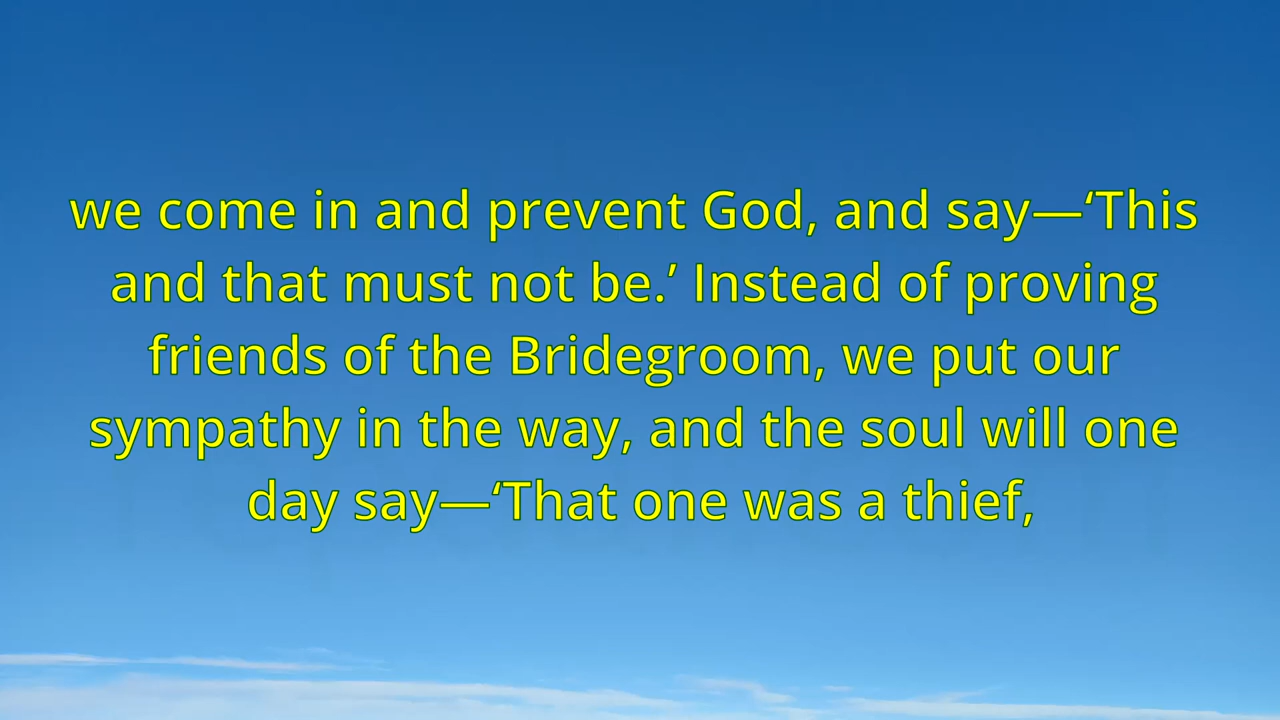 we come in and prevent God, and say—‘This
and that must not be.’ Instead of proving
friends of the Bridegroom, we put our
sympathy in the way, and the soul will one
day say—‘That one was a thief,